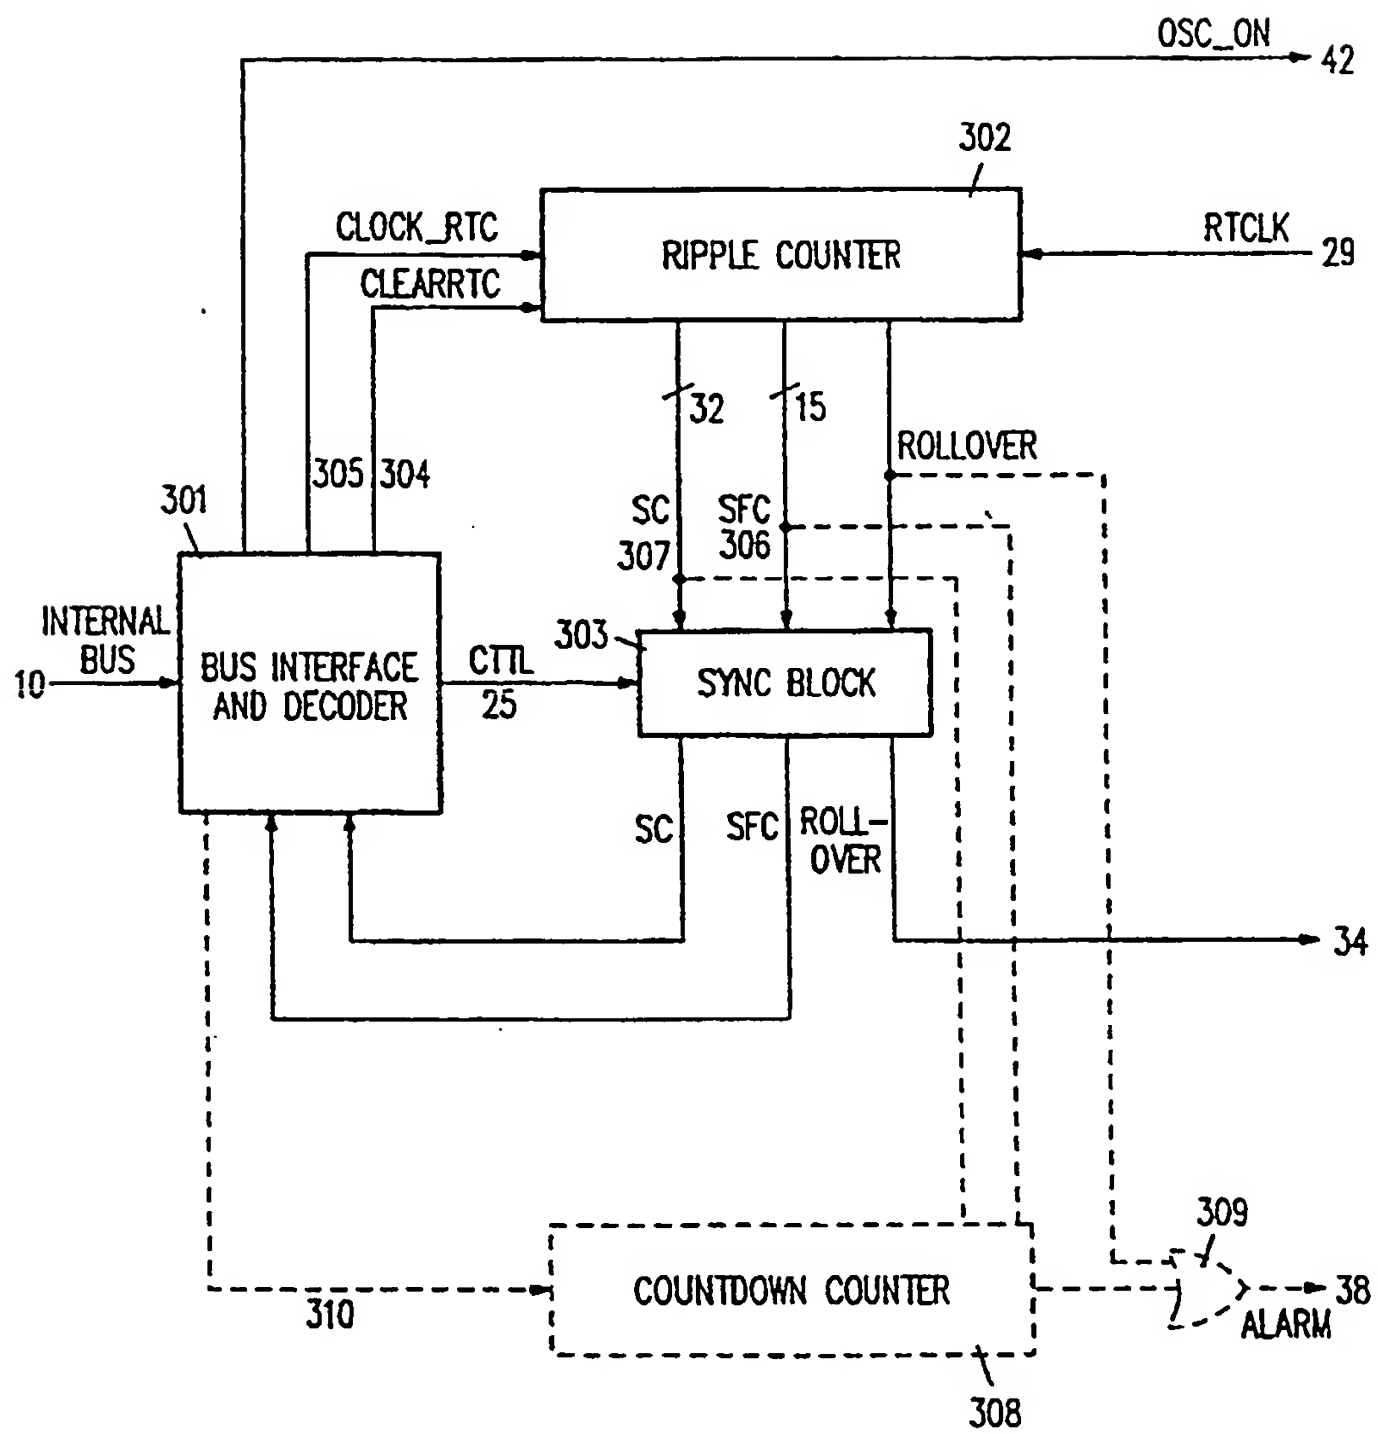 OSC_ON
42
302
CLOCK_RTC
RIPPLE COUNTER
RTCLK
29
CLEARRTC
32
15
ROLLOVER
305
304
301
SC
307
SFC
306
INTERNAL
BUS
10
BUS INTERFACE
AND DECODER
CTTL
25
303
SYNC BLOCK
SC
SFC
ROLL-
OVER
34
309
310
COUNTDOWN COUNTER
38
ALARM
308